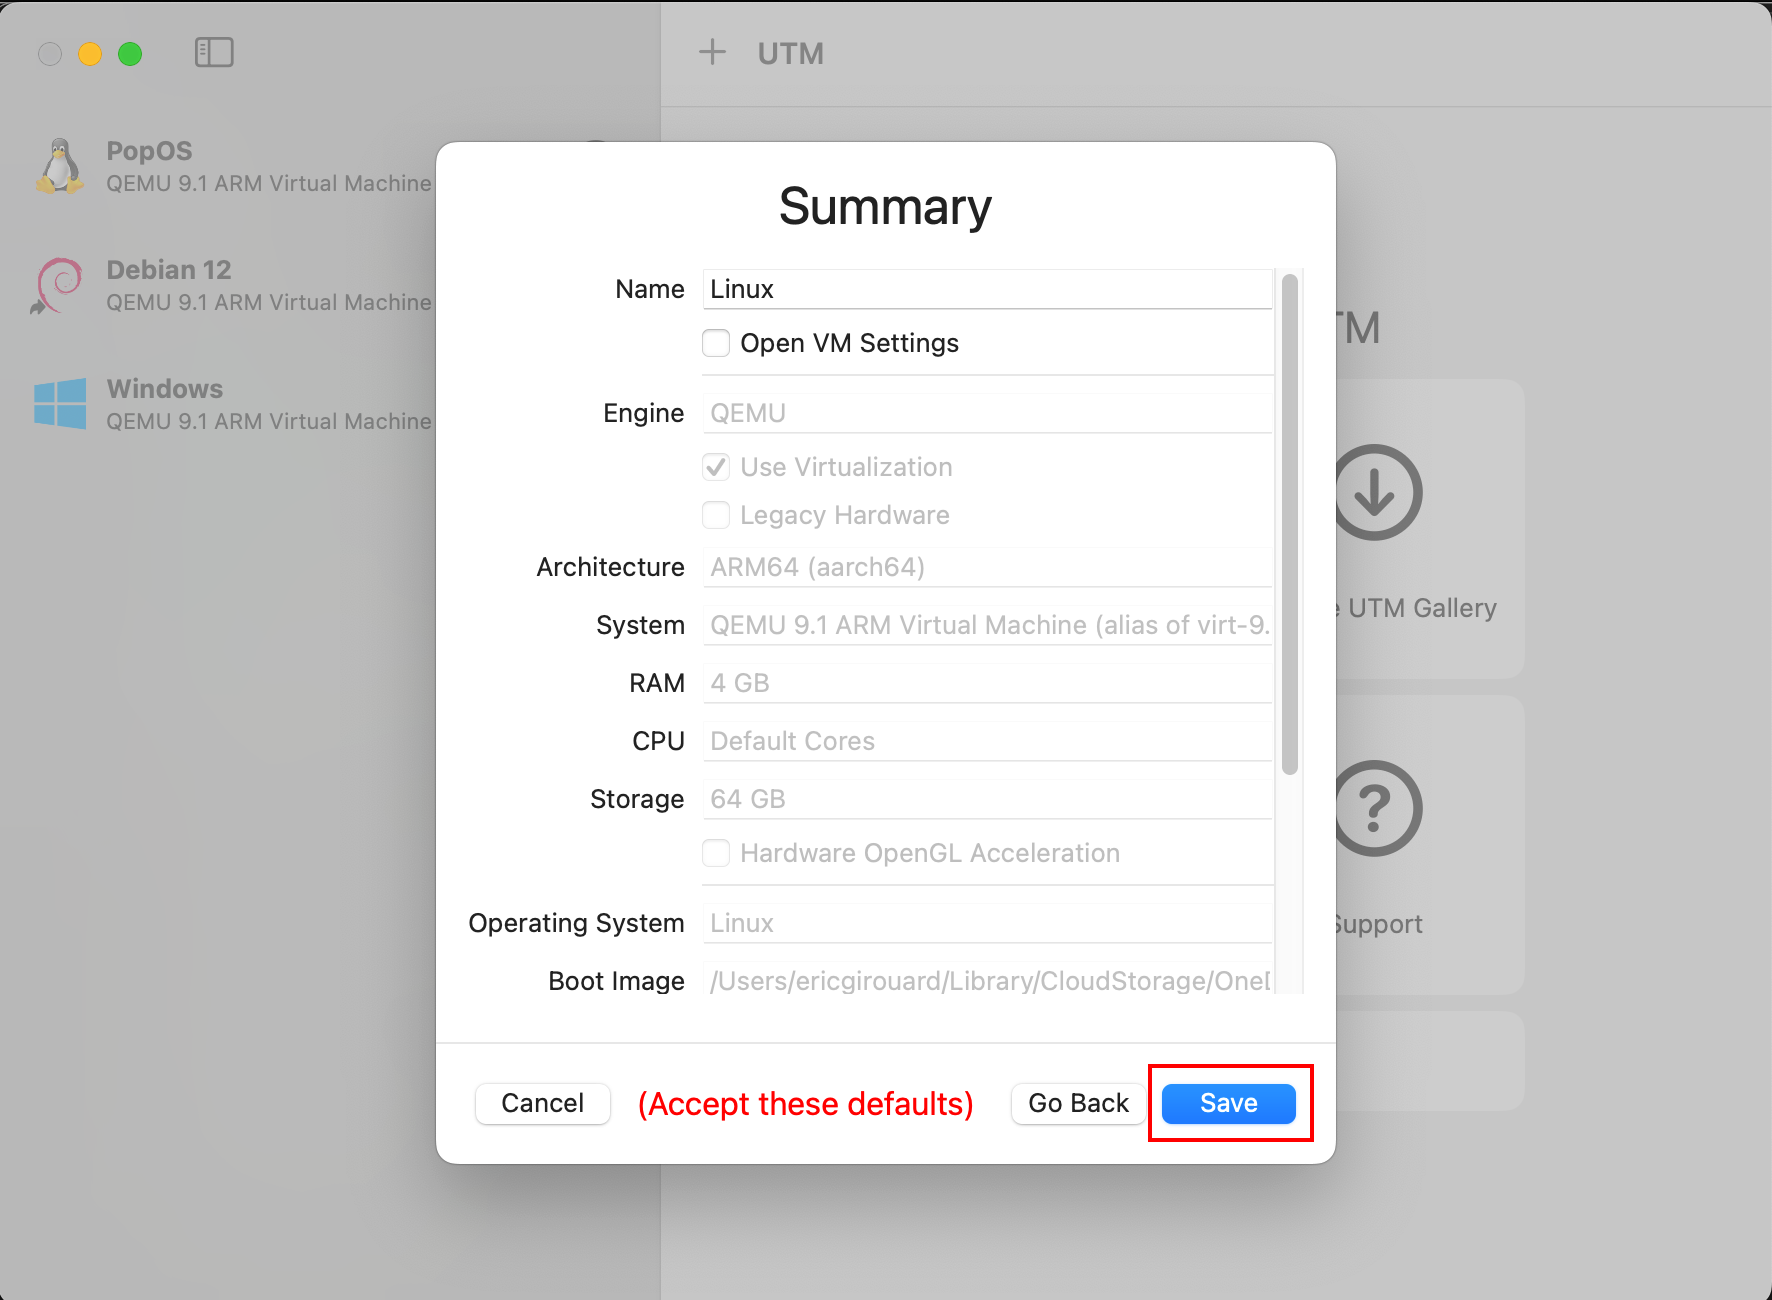 UTM
PopOS
QEMU 9.1 ARM Virtual Machine
Debian 12
QEMU 9.1 ARM Virtual Machine
Windows
QEMU 9.1 ARM Virtual Machine
Summary
Name Linux
Open VM Settings
Engine QEMU
Use Virtualization
Legacy Hardware
Architecture ARM64 (aarch64)
System QEMU 9.1 ARM Virtual Machine (alias of virt-9.
RAM 4 GB
CPU Default Cores
Storage 64 GB
Hardware OpenGL Acceleration
Operating System Linux
Boot Image /Users/ericgirouard/Library/CloudStorage/One
Cancel (Accept these defaults) Go Back Save
TM
UTM Gallery
Support